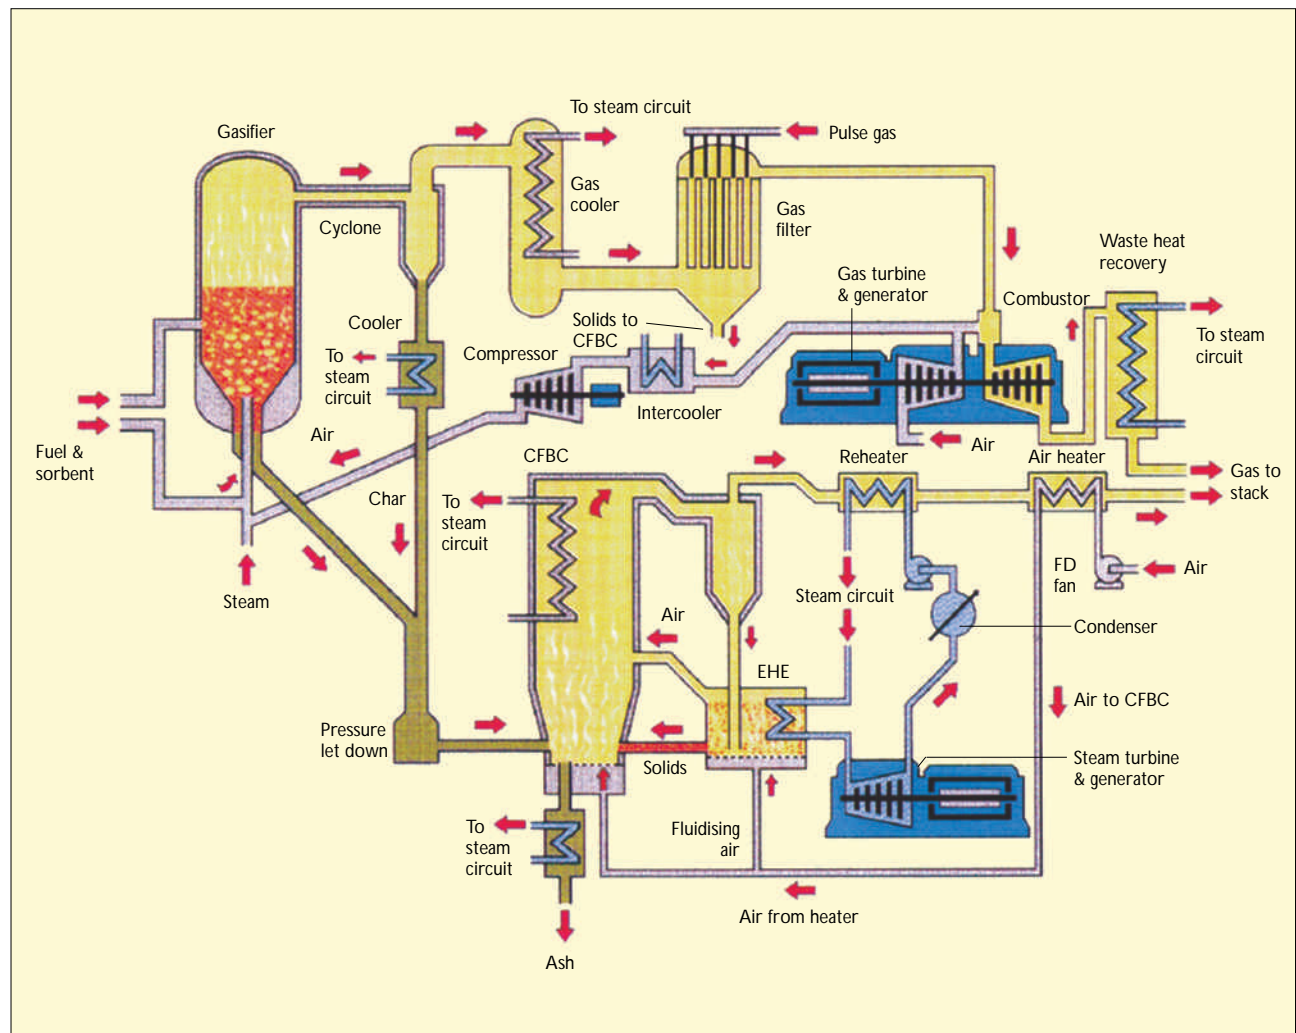 To steam circuit
Gasifier
Pulse gas
Gas
cooler
Gas
filter
Cyclone
Waste heat
recovery
Gas turbine
& generator
Combustor
Cooler
Solids to
CFBC
Compressor
To
steam
circuit
To steam
circuit
Intercooler
Fuel &
sorbent
Air
Air
CFBC
Reheater
Air heater
Gas to
stack
Char
To
steam
circuit
Steam
FD
fan
Air
Steam circuit
Air
Condenser
EHE
Pressure
let down
Air to CFBC
Solids
Steam turbine
& generator
To
steam
circuit
Fluidising
air
Air from heater
Ash